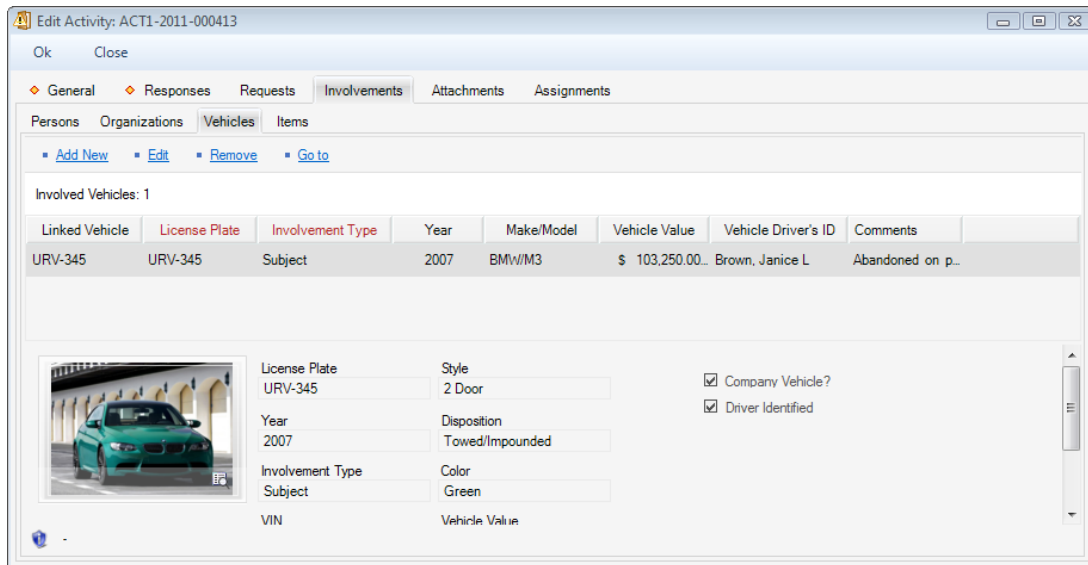 Edit Activity: ACT1-2011-000413
Ok Close
General Responses Requests Involvements Attachments Assignments
Persons Organizations Vehicles Items
Add New Edit Remove Go to
Involved Vehicles: 1
Linked Vehicle License Plate Involvement Type Year Make/Model Vehicle Value Vehicle Driver's ID Comments
URV-345 URV-345 Subject 2007 BMW/M3 $ 103,250.00... Brown, Janice L Abandoned on p...
License Plate Style
URV-345 2 Door Company Vehicle?
Driver Identified
Year Disposition
2007 Towed/Impounded
Involvement Type Color
Subject Green
VIN Vehicle Value
-